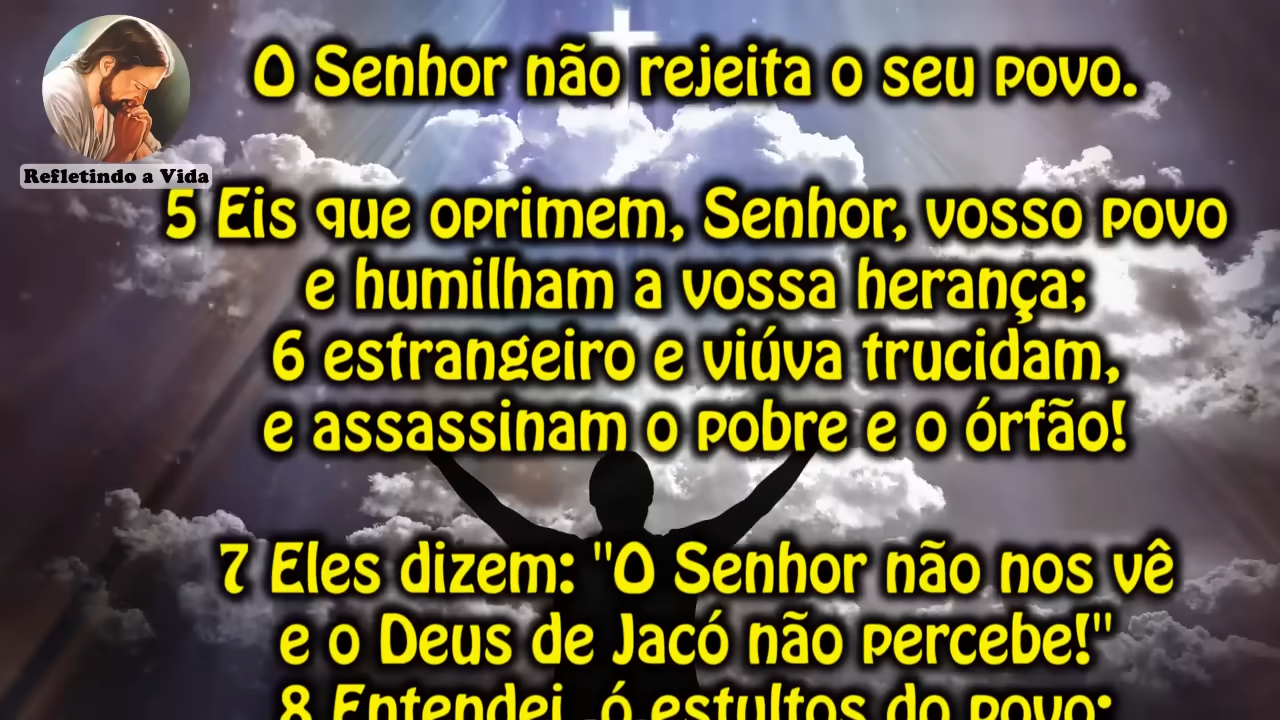 O Senhor não rejeita o seu povo.
Refletindo a Vida
5 Eis que oprimem, Senhor, vosso povo
e humilham a vossa herança;
6 estrangeiro e viúva trucidam,
e assassinam o pobre e o órfão!
7 Eles dizem: "O Senhor não nos vê
e o Deus de Jacó não percebe!"
8 Entendei, ó estultos do povo;